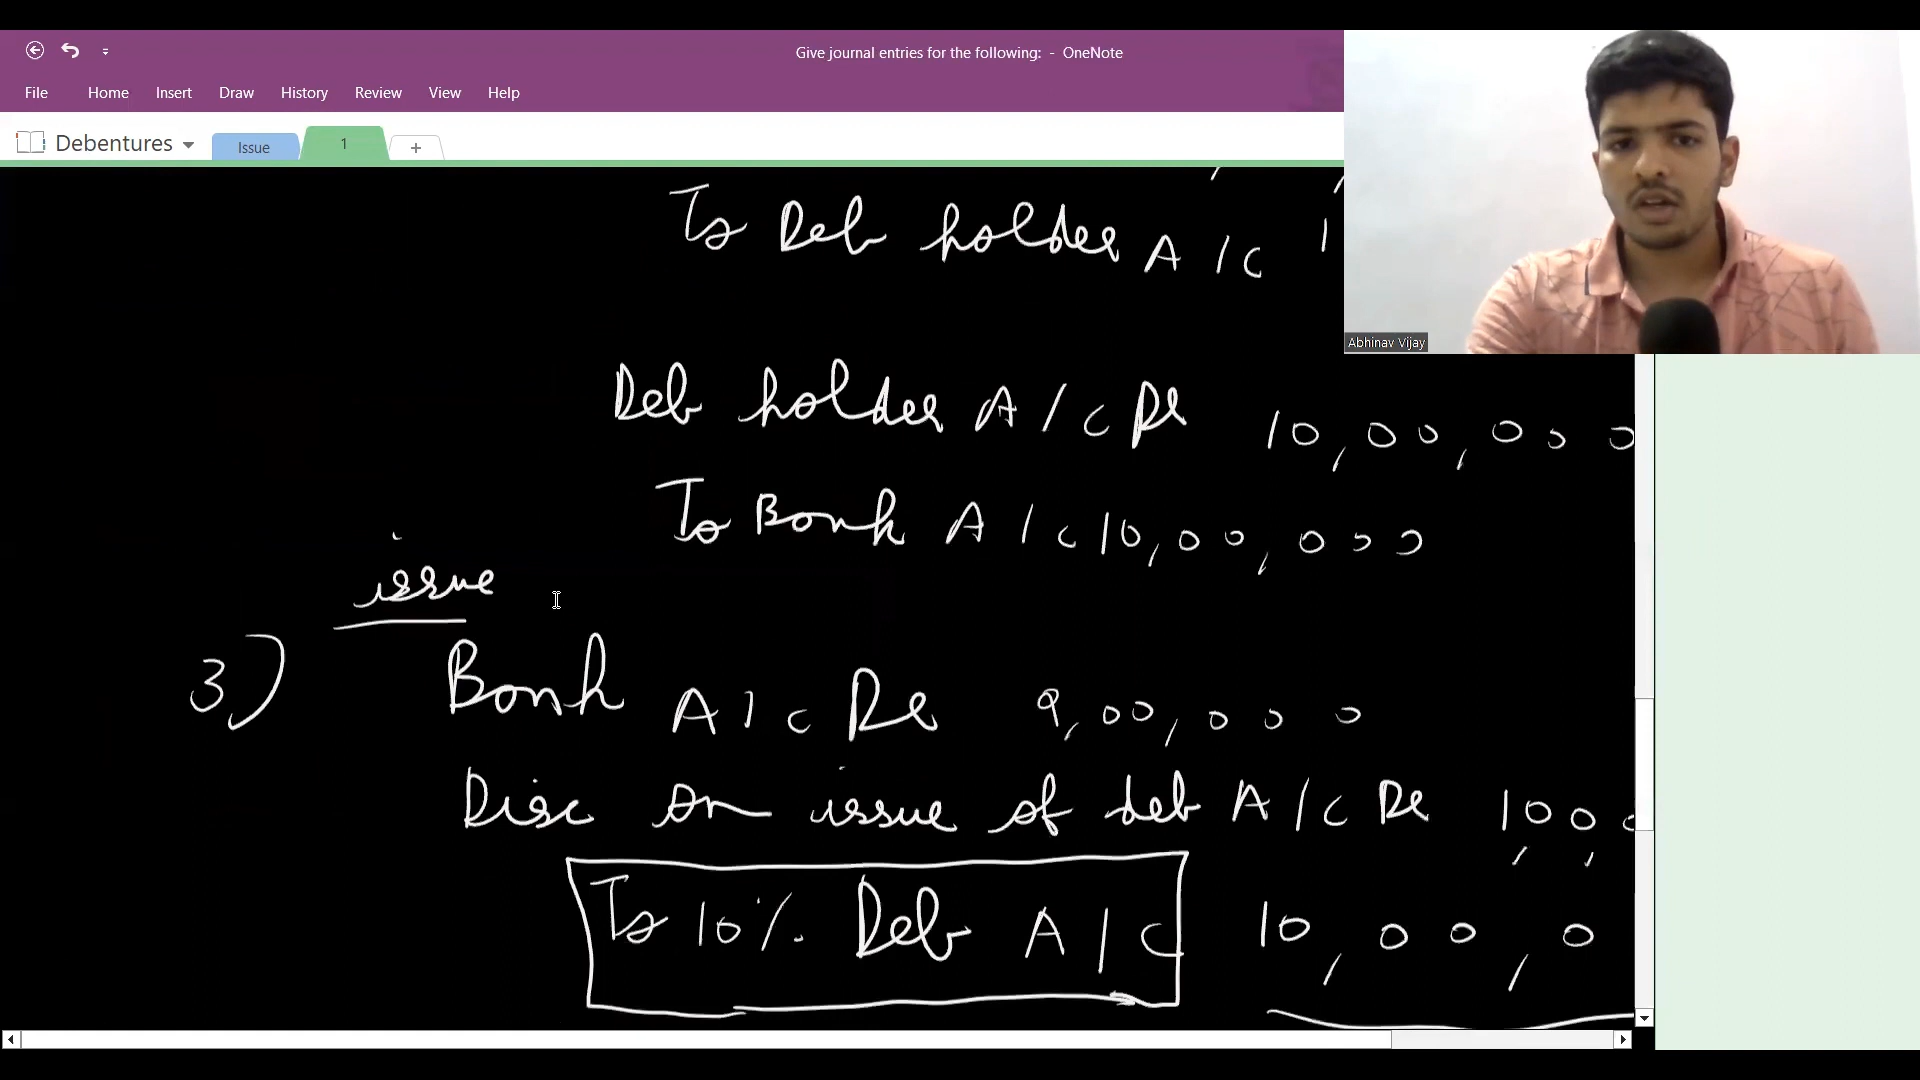 Give journal entries for the following: - OneNote
File Home Insert Draw History Review View Help
Debentures Issue 1 +
To Deb holder A/C 1
Abhinav Vijay
Deb holder A/C Dr 10,00,000
To Bank A/C 10,00,000
issue
3) Bank A/C Dr 9,00,000
Disc on issue of deb A/C Dr 1,00,
To 10% Deb A/C 10,00,0